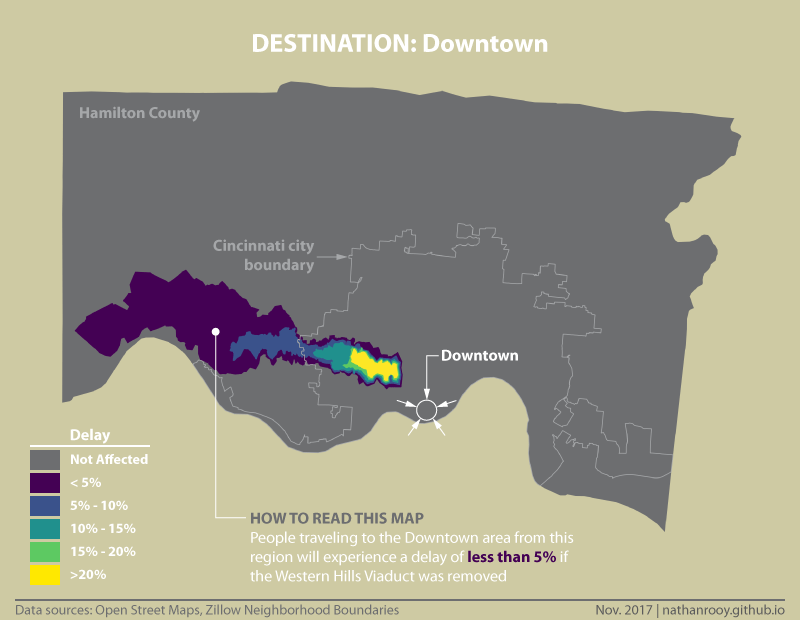 DESTINATION: Downtown
Hamilton County
Cincinnati city
boundary
Downtown
Delay
Not Affected
< 5%
5% - 10%
10% - 15%
15% - 20%
>20%
HOW TO READ THIS MAP
People traveling to the Downtown area from this
region will experience a delay of less than 5% if
the Western Hills Viaduct was removed
Data sources: Open Street Maps, Zillow Neighborhood Boundaries
Nov. 2017 | nathanrooy.github.io